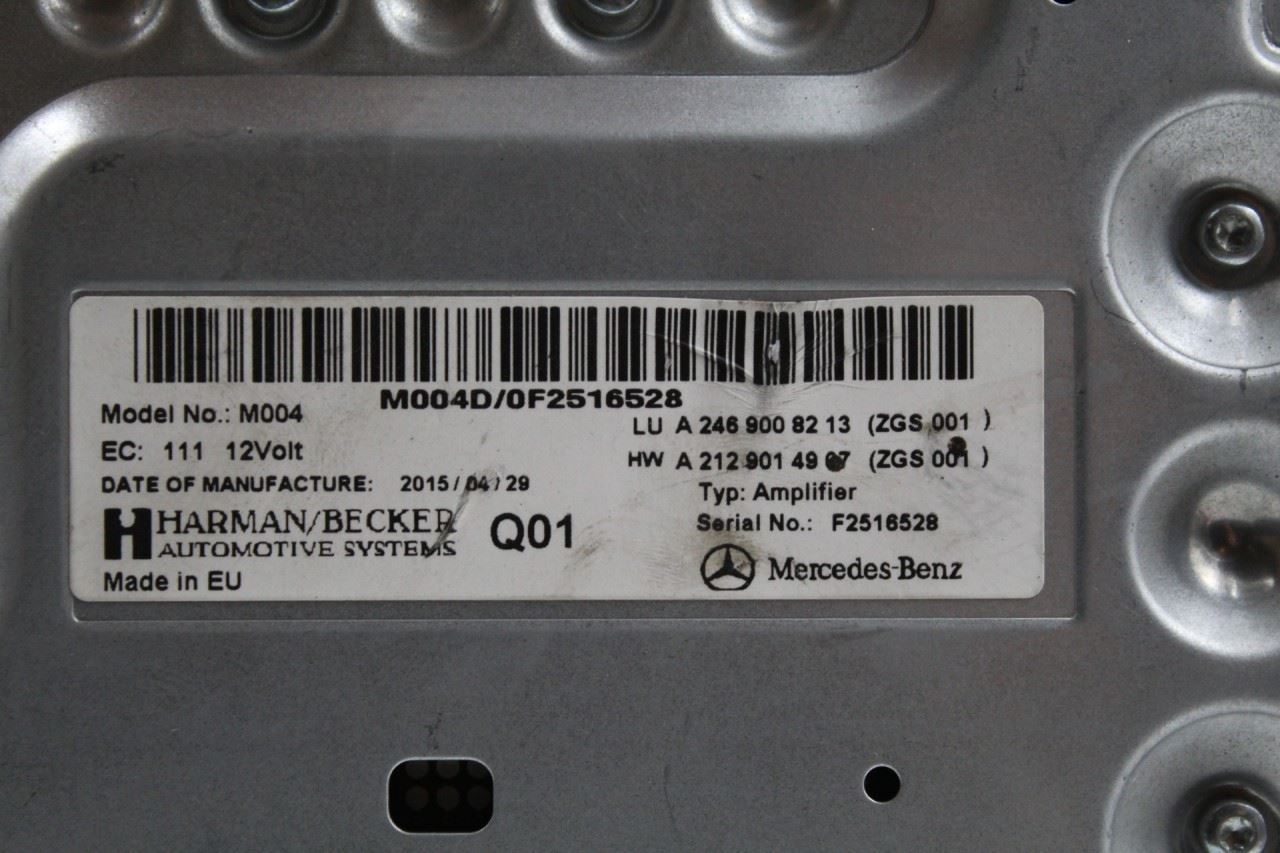 M004D/0F2516528
Model No.: M004
LU A 246 900 82 13 (ZGS 001 )
EC: 111 12Volt
HW A 212 901 49 07 (ZGS 001 )
DATE OF MANUFACTURE: 2015/04/29
Typ: Amplifier
HARMAN/BECKER
AUTOMOTIVE SYSTEMS
Q01
Serial No.: F2516528
Made in EU
Mercedes-Benz